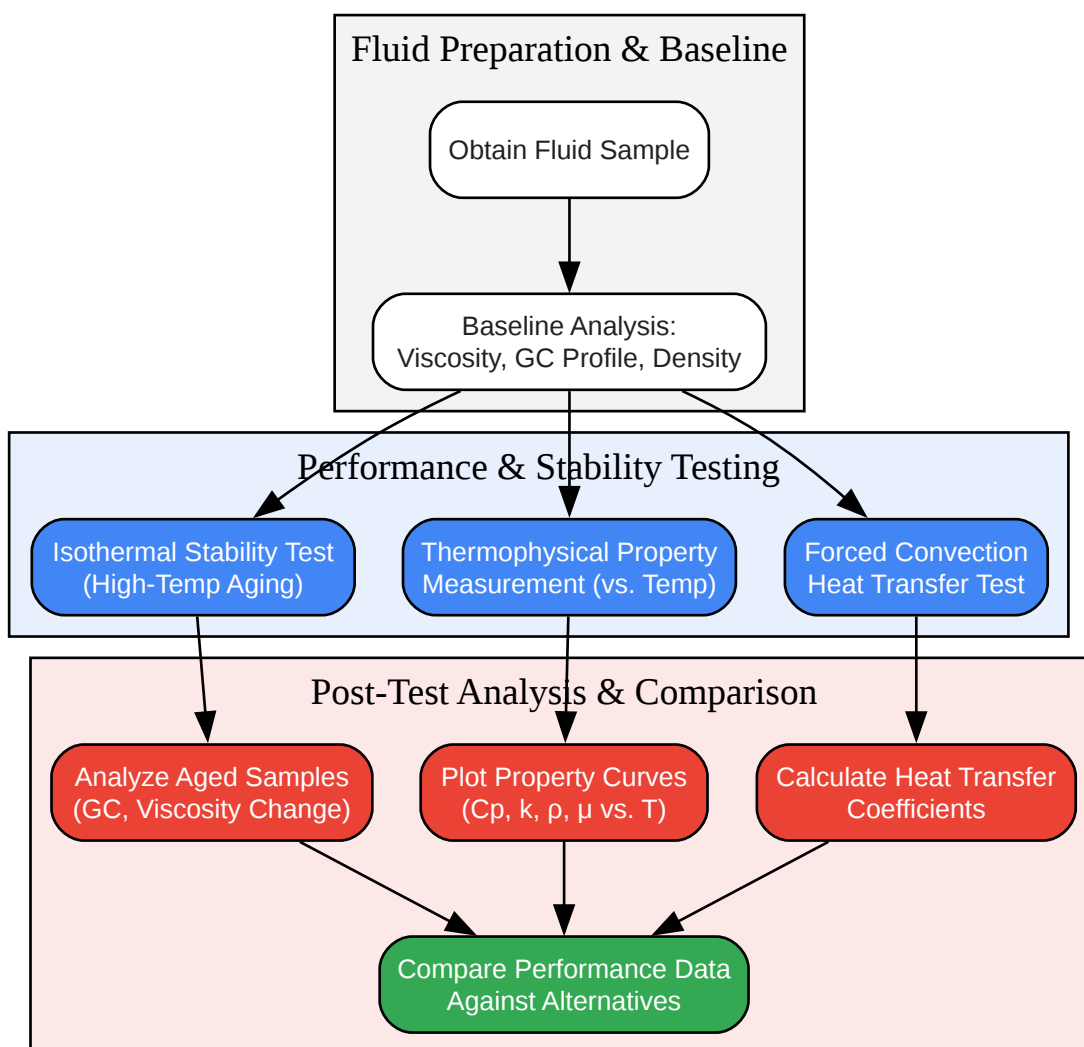 Fluid Preparation & Baseline
Obtain Fluid Sample
Baseline Analysis:
Viscosity, GC Profile, Density
Performance & Stability Testing
Isothermal Stability Test
(High-Temp Aging)
Thermophysical Property
Measurement (vs. Temp)
Forced Convection
Heat Transfer Test
Post-Test Analysis & Comparison
Analyze Aged Samples
(GC, Viscosity Change)
Plot Property Curves
(Cp, k, ρ, μ vs. T)
Calculate Heat Transfer
Coefficients
Compare Performance Data
Against Alternatives